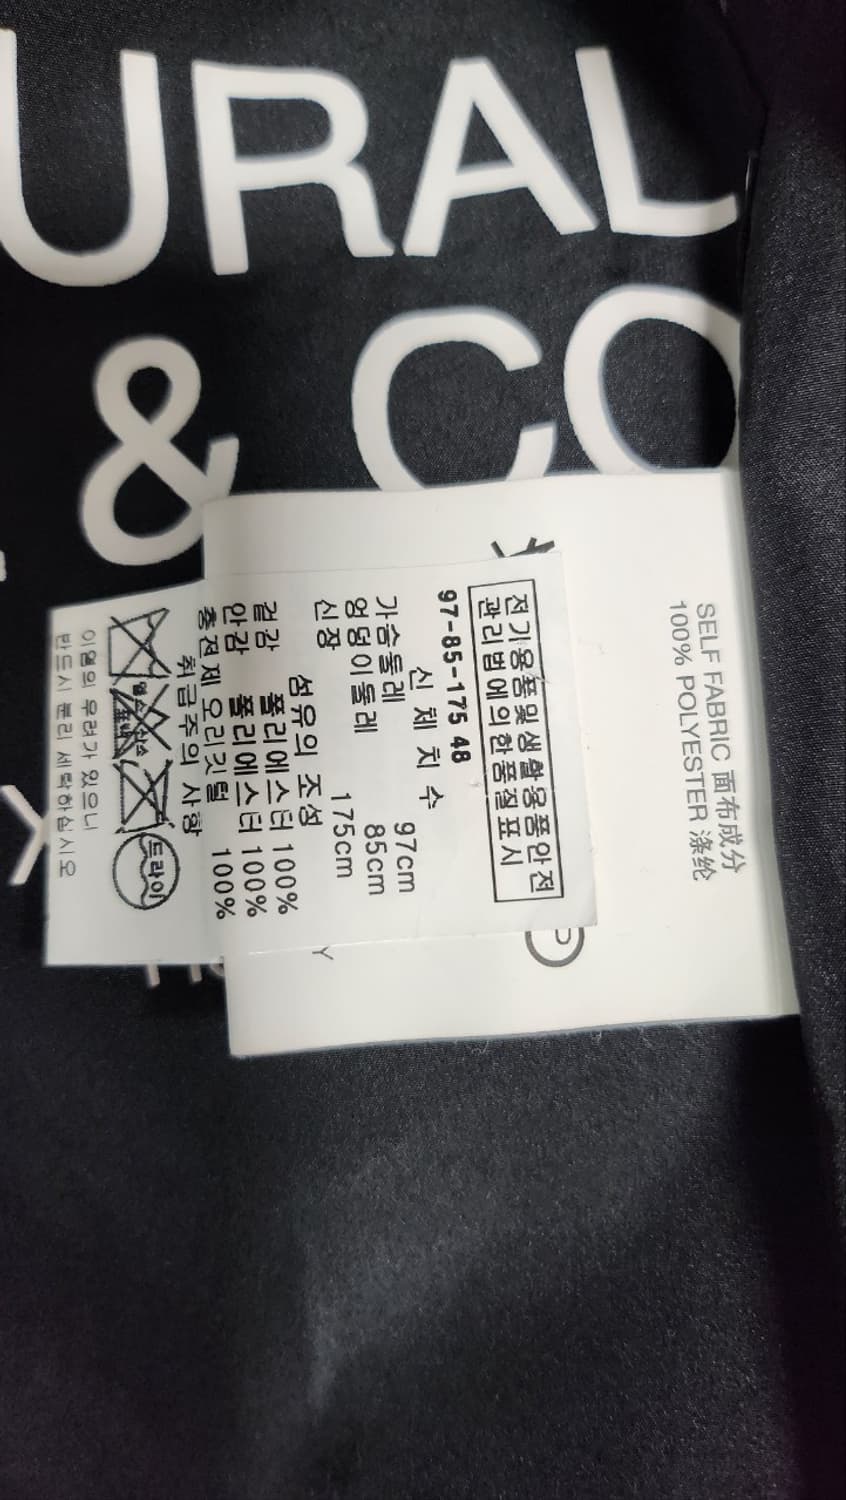 URAL
& CO
K
SELF FABRIC 面布成分
100% POLYESTER 涤纶
전기용품및생활용품안전
관리법에의한품질표시
97-85-175 48
신체치수
가슴둘레 97cm
엉덩이둘레 85cm
신장 175cm
섬유의 조성
겉감 폴리에스터 100%
안감 폴리에스터 100%
충전제 오리깃털 100%
취급주의 사항
드라이
이염의 우려가 있으니
반드시 분리 세탁하십시오
Y